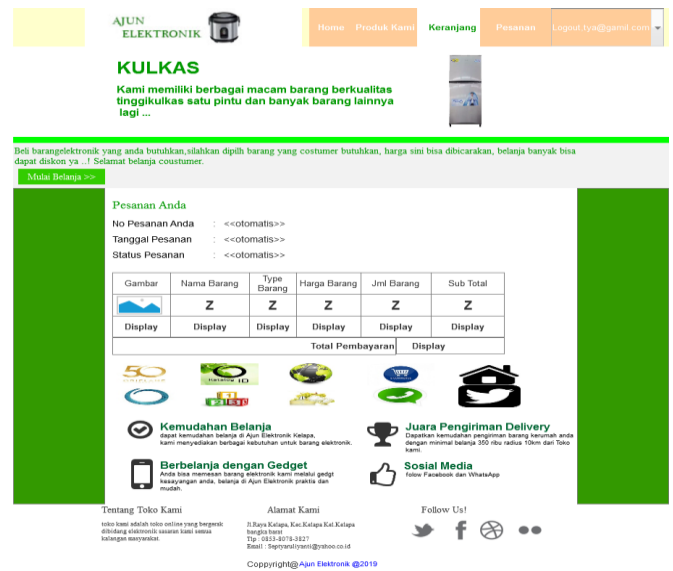 AJUN
ELEKTRONIK
Home Produk Kami Keranjang Pesanan Logout.tya@gamil.com
KULKAS
Kami memiliki berbagai macam barang berkualitas
tinggikulkas satu pintu dan banyak barang lainnya
lagi ...
Beli barangelektronik yang anda butuhkan,silahkan dipilh barang yang costumer butuhkan, harga sini bisa dibicarakan, belanja banyak bisa
dapat diskon ya ..! Selamat belanja coustumer.
Mulai Belanja >>
Pesanan Anda
No Pesanan Anda : <<otomatis>>
Tanggal Pesanan : <<otomatis>>
Status Pesanan : <<otomatis>>
Gambar Nama Barang Type Barang Harga Barang Jml Barang Sub Total
Z Z Z Z Z
Display Display Display Display Display Display
Total Pembayaran Display
50
ID
Kemudahan Belanja
dapat kemudahan belanja di Ajun Elektronik Kelapa,
kami menyediakan berbagai kebutuhan untuk barang elektronik.
Juara Pengiriman Delivery
Dapatkan kemudahan pengiriman barang kerumah anda
dengan minimal belanja 350 ribu radius 10km dari Toko
kami.
Berbelanja dengan Gedget
Anda bisa memesan barang elektronik kami melalui gedgt
kesayangan anda, belanja di Ajun Elektronik praktis dan
mudah.
Sosial Media
folow Facebook dan WhatsApp
Tentang Toko Kami
toko kami adalah toko online yang bergerak
dibidang elektronik sasaran kami semua
kalangan masyarakat.
Alamat Kami
Jl.Raya Kelapa, Kec.Kelapa Kal.Kelapa
bangka barat
Tlp : 0853-8078-3827
Email : Septyaraliyanti@yahoo.co.id
Follow Us!
Coppyright@ Ajun Elektronik @2019